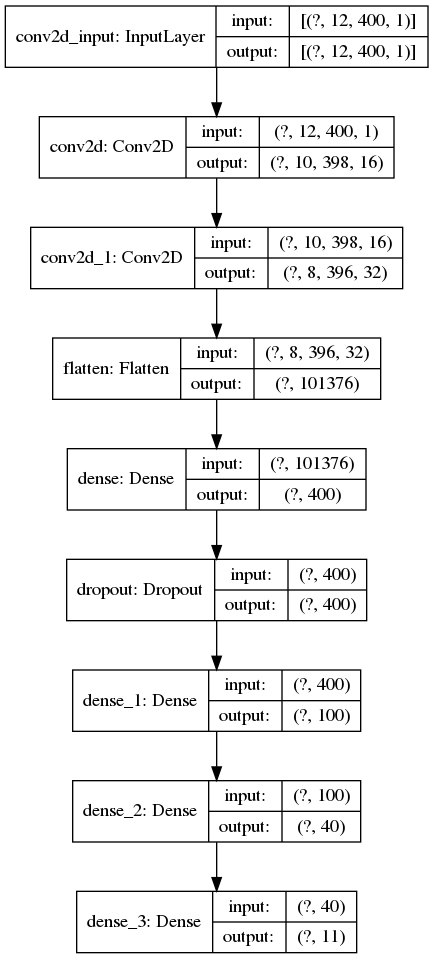 conv2d_input: InputLayer
input: [(?, 12, 400, 1)]
output: [(?, 12, 400, 1)]
conv2d: Conv2D
input: (?, 12, 400, 1)
output: (?, 10, 398, 16)
conv2d_1: Conv2D
input: (?, 10, 398, 16)
output: (?, 8, 396, 32)
flatten: Flatten
input: (?, 8, 396, 32)
output: (?, 101376)
dense: Dense
input: (?, 101376)
output: (?, 400)
dropout: Dropout
input: (?, 400)
output: (?, 400)
dense_1: Dense
input: (?, 400)
output: (?, 100)
dense_2: Dense
input: (?, 100)
output: (?, 40)
dense_3: Dense
input: (?, 40)
output: (?, 11)